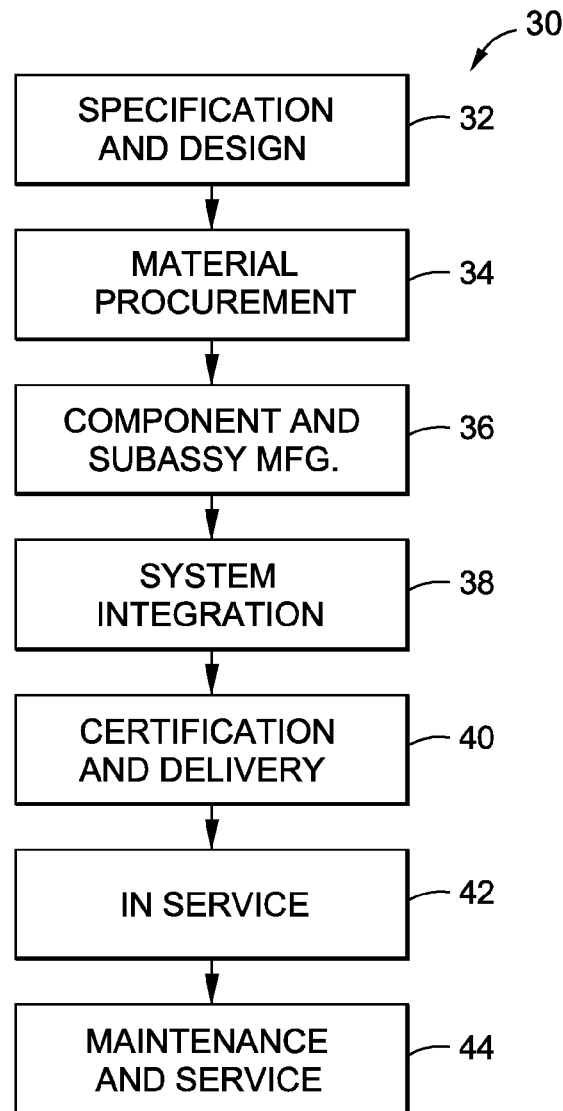 30
SPECIFICATION
AND DESIGN
32
MATERIAL
PROCUREMENT
34
COMPONENT AND
SUBASSY MFG.
36
SYSTEM
INTEGRATION
38
CERTIFICATION
AND DELIVERY
40
IN SERVICE
42
MAINTENANCE
AND SERVICE
44